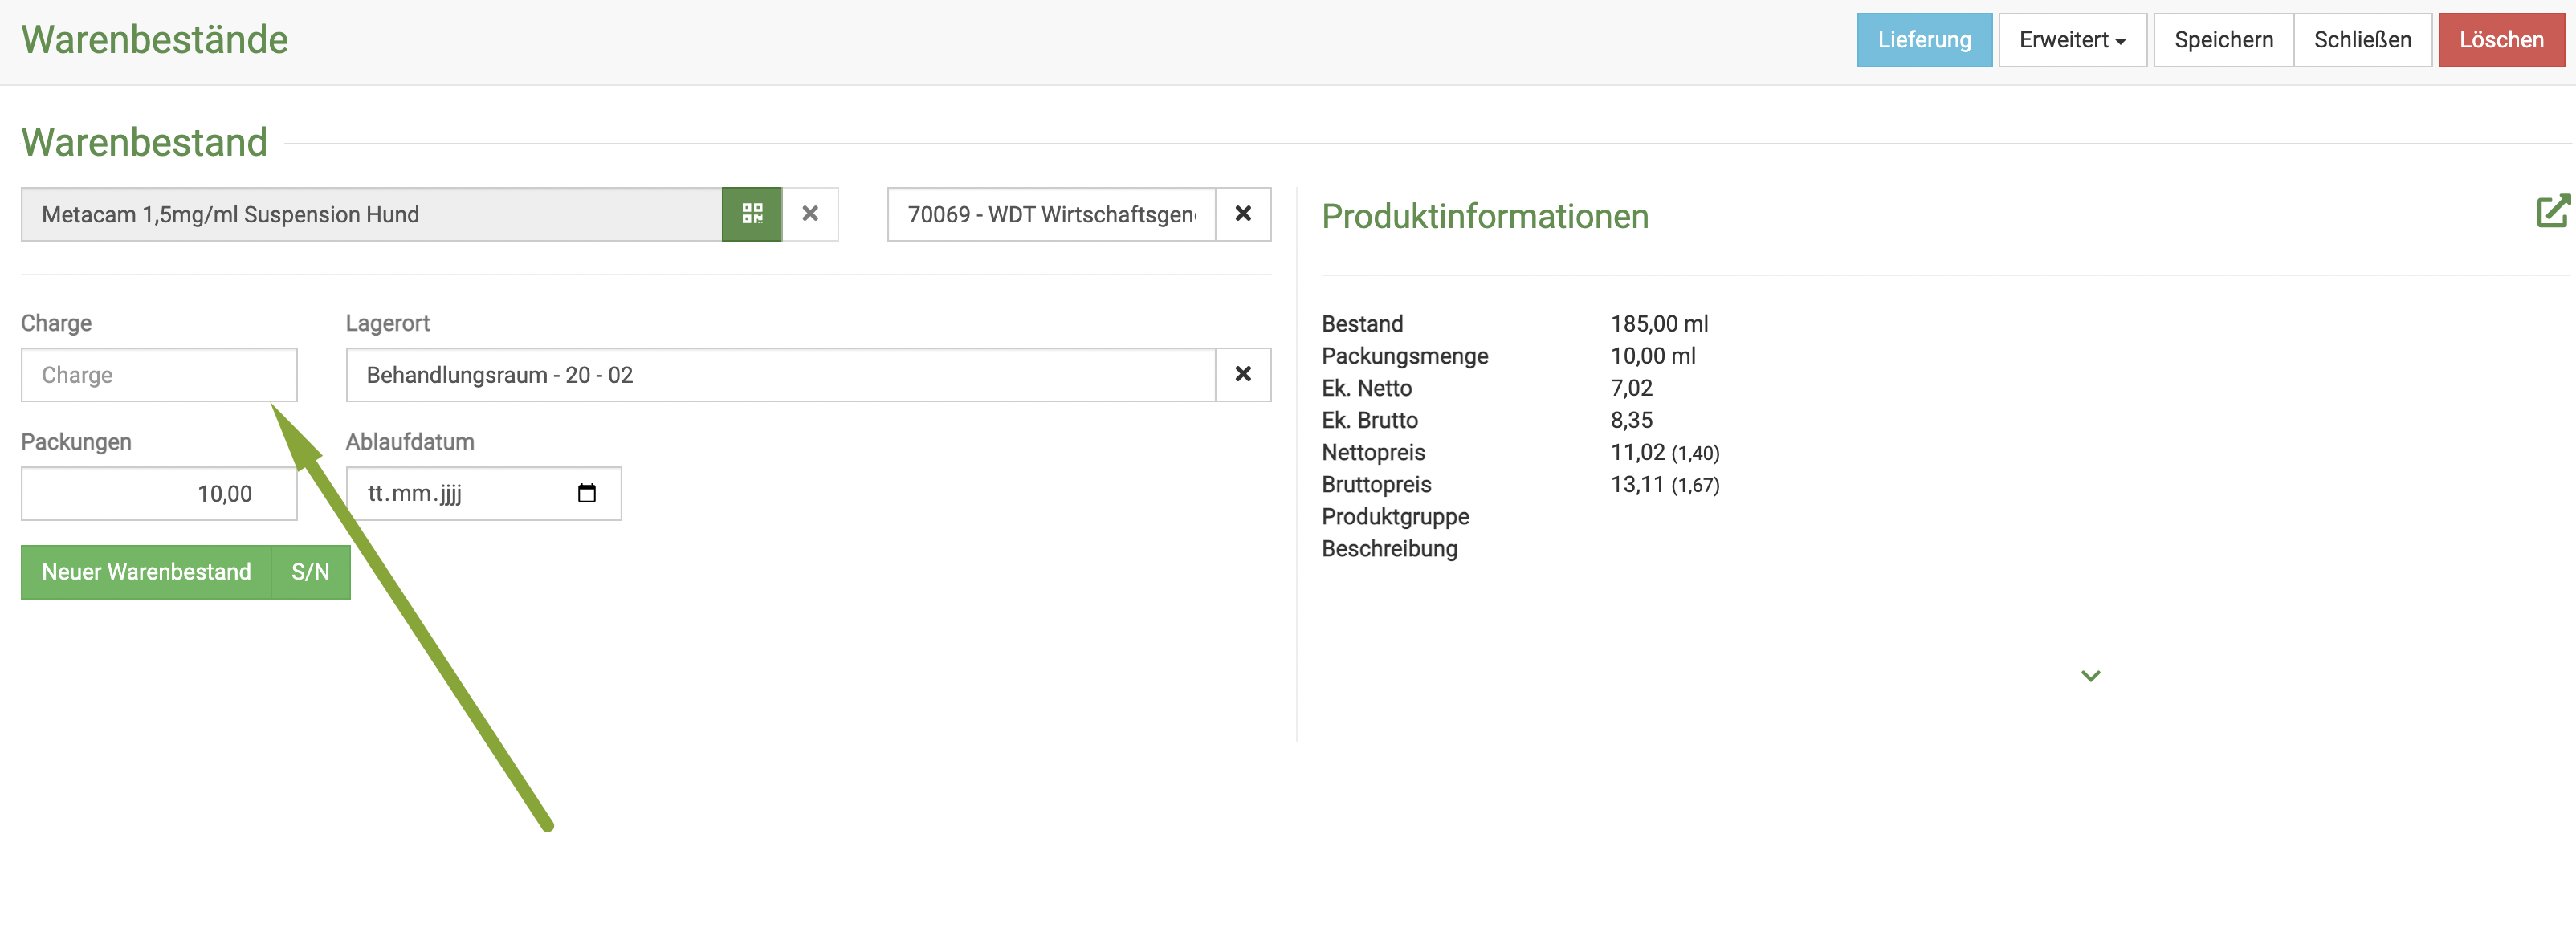 Warenbestände
Lieferung
Erweitert
Speichern
Schließen
Löschen
Warenbestand
Metacam 1,5mg/ml Suspension Hund
70069 - WDT Wirtschaftsgen
Charge
Lagerort
Charge
Behandlungsraum - 20 - 02
Packungen
Ablaufdatum
10,00
tt.mm.jjjj
Neuer Warenbestand
S/N
Produktinformationen
Bestand 185,00 ml
Packungsmenge 10,00 ml
Ek. Netto 7,02
Ek. Brutto 8,35
Nettopreis 11,02 (1,40)
Bruttopreis 13,11 (1,67)
Produktgruppe
Beschreibung